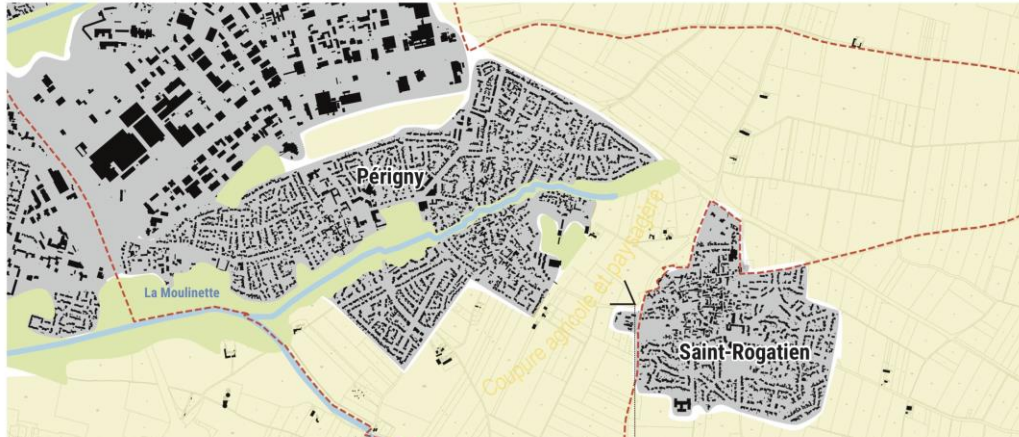 Périgny
La Moulinette
Coupure agricole et paysagère
Saint-Rogatien